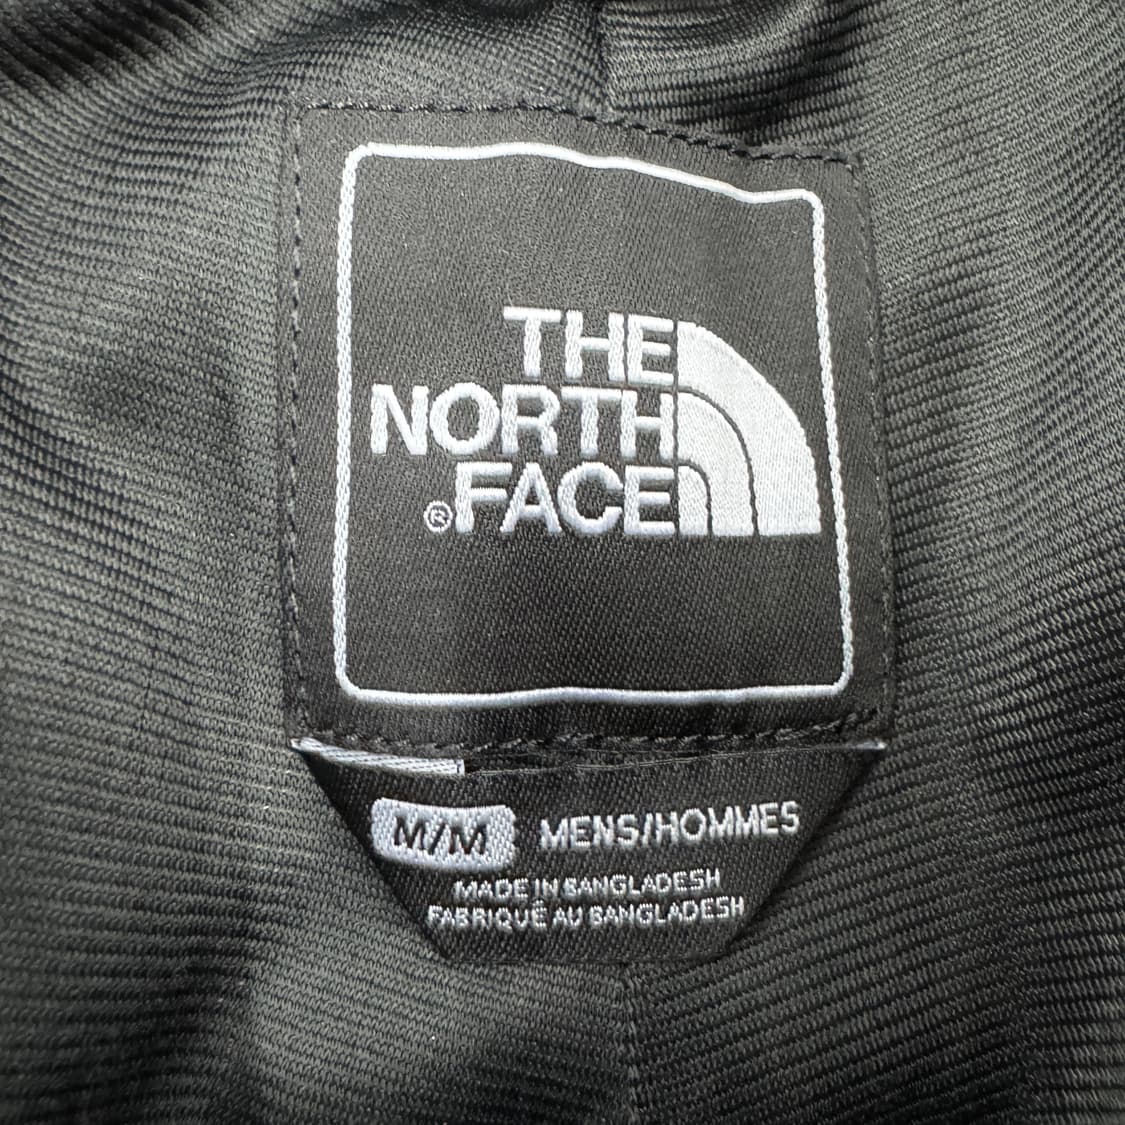 THE
NORTH
®FACE
M/M MENS/HOMMES
MADE IN BANGLADESH
FABRIQUÉ AU BANGLADESH